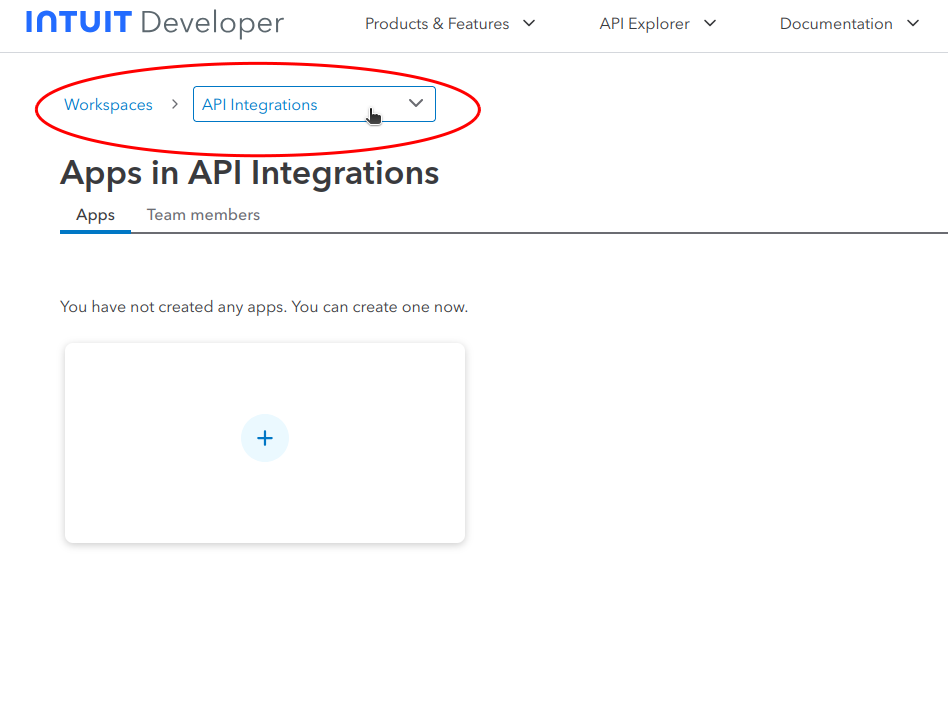 INTUIT Developer Products & Features API Explorer Documentation
Workspaces > API Integrations
Apps in API Integrations
Apps Team members
You have not created any apps. You can create one now.
+